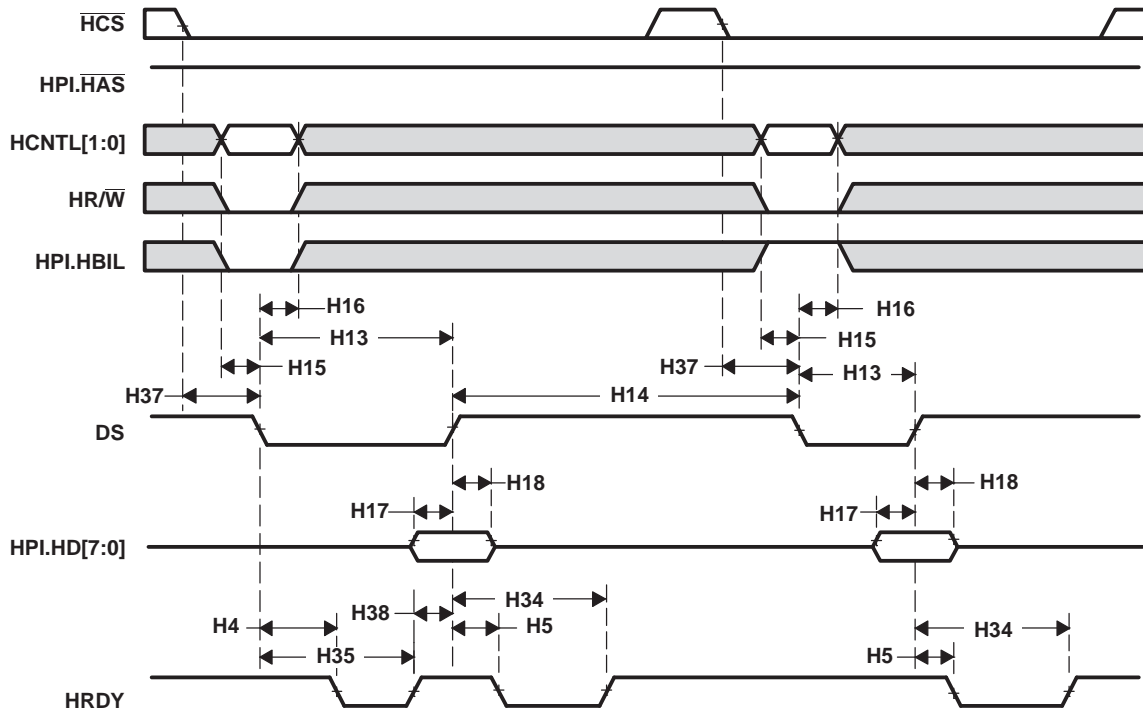 HCS
HPI.HAS
HCNTL[1:0]
HR/W
HPI.HBIL
H16 H16
H13 H15
H15 H37 H13
H37 H14
DS
H18 H18
H17 H17
HPI.HD[7:0]
H38 H34
H4 H5 H34
H35 H5
HRDY